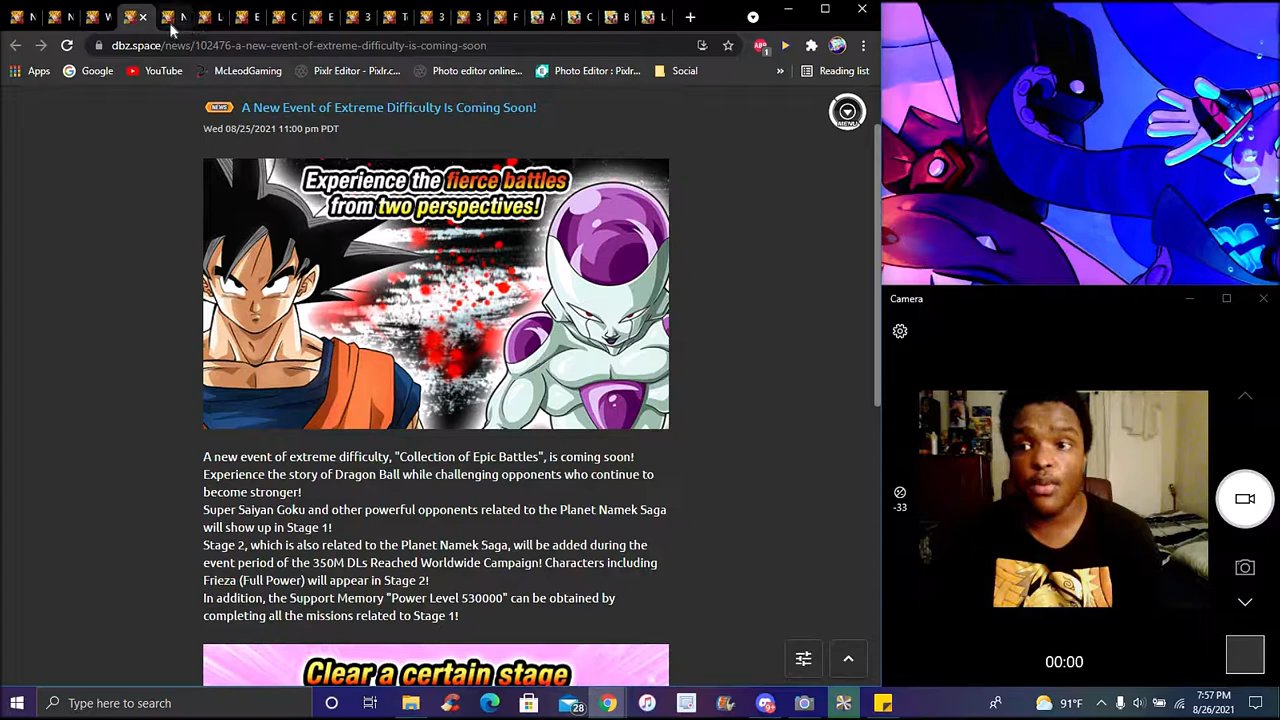 N
N
W
N
L
E
C
E
3
T
3
3
F
A
C
B
L
dbz.space/news/102476-a-new-event-of-extreme-difficulty-is-coming-soon
1
Apps
Google
YouTube
McLeodGaming
Pixlr Editor - Pixlr.c...
Photo editor online...
Photo Editor : Pixlr...
Social
»
Reading list
NEWS
A New Event of Extreme Difficulty Is Coming Soon!
MENU
Wed 08/25/2021 11:00 pm PDT
Experience the fierce battles
from two perspectives!
A new event of extreme difficulty, "Collection of Epic Battles", is coming soon!
Experience the story of Dragon Ball while challenging opponents who continue to
become stronger!
Super Saiyan Goku and other powerful opponents related to the Planet Namek Saga
will show up in Stage 1!
Stage 2, which is also related to the Planet Namek Saga, will be added during the
event period of the 350M DLs Reached Worldwide Campaign! Characters including
Frieza (Full Power) will appear in Stage 2!
In addition, the Support Memory "Power Level 530000" can be obtained by
completing all the missions related to Stage 1!
Clear a certain stage
Camera
-33
00:00
Type here to search
28
91°F
7:57 PM
8/26/2021